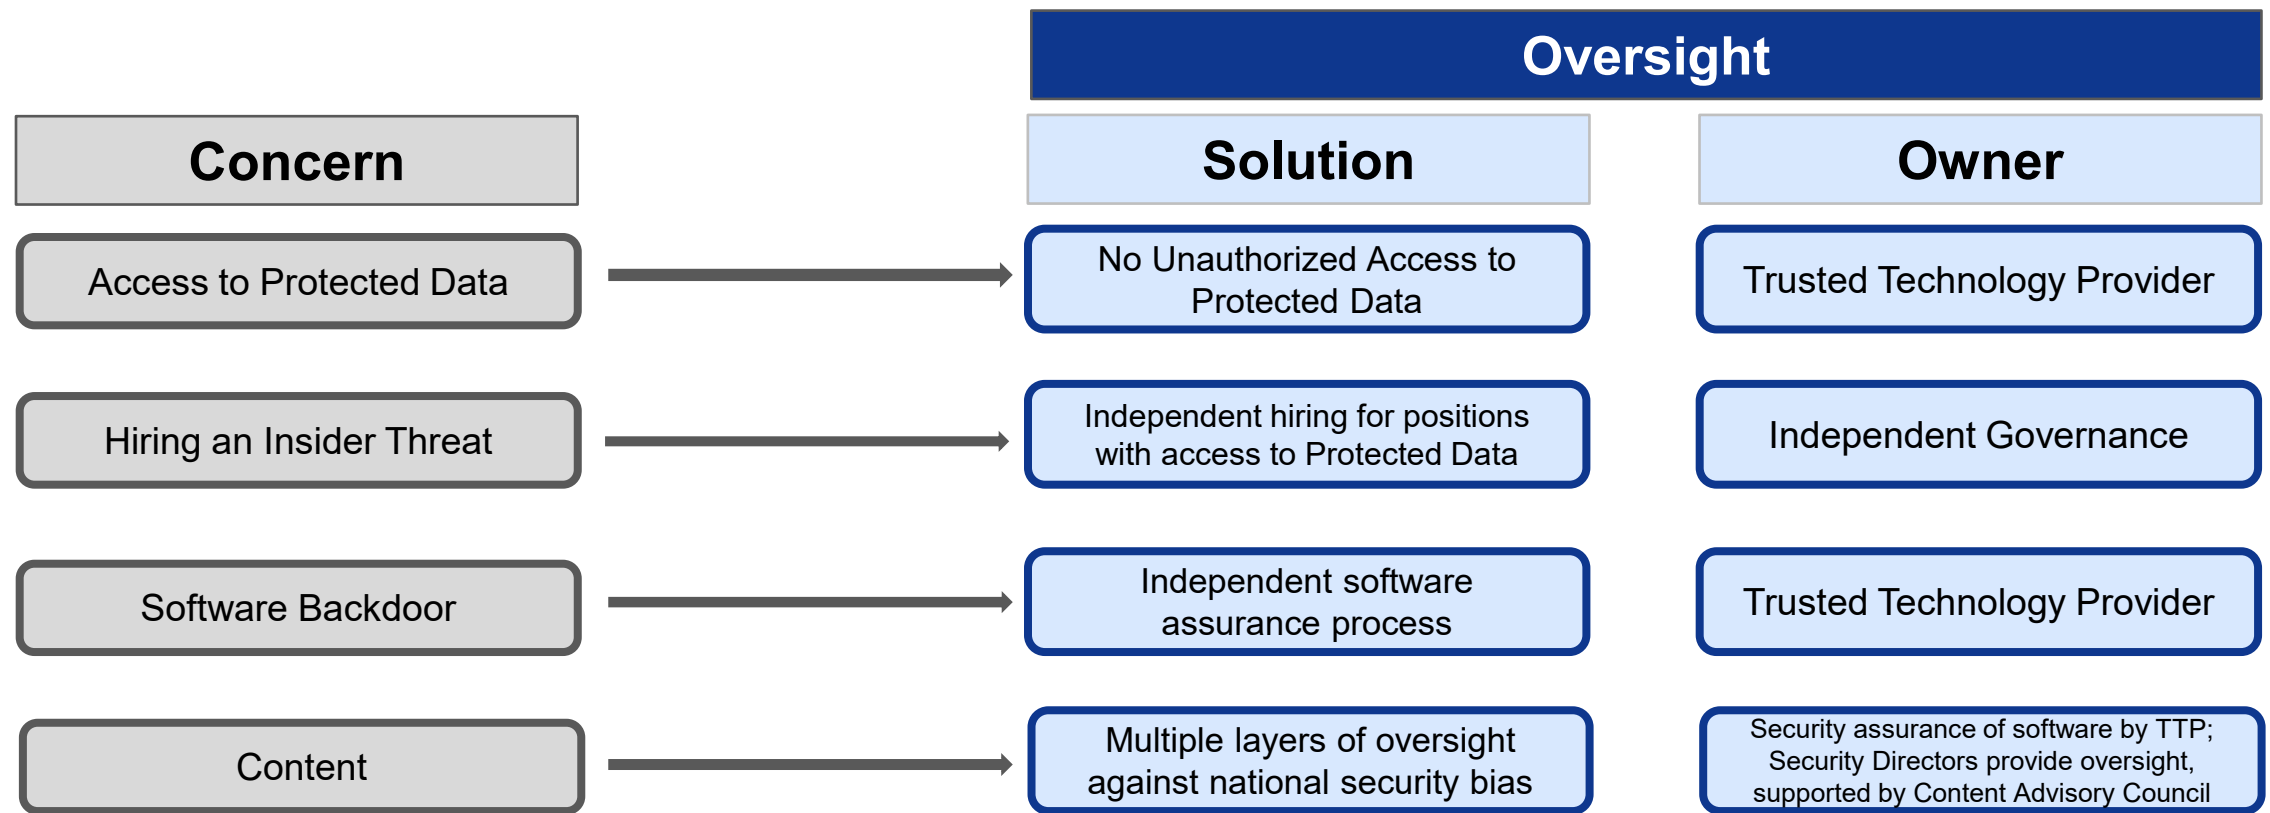 Oversight
Concern
Solution
Owner
Access to Protected Data
No Unauthorized Access to
Protected Data
Trusted Technology Provider
Hiring an Insider Threat
Independent hiring for positions
with access to Protected Data
Independent Governance
Software Backdoor
Independent software
assurance process
Trusted Technology Provider
Content
Multiple layers of oversight
against national security bias
Security assurance of software by TTP;
Security Directors provide oversight,
supported by Content Advisory Council